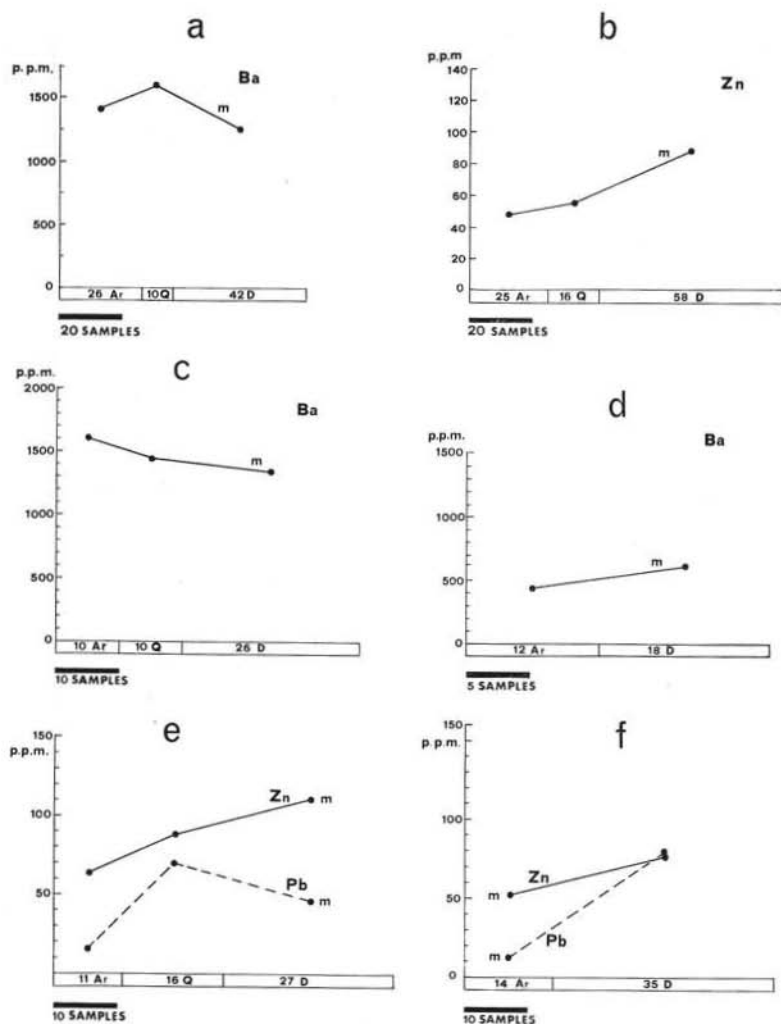 a
p.p.m.
Ba
1500
1000
500
0
m
26 Ar 10Q 42D
20 SAMPLES
b
p.p.m
Zn
140
120
100
80
60
40
20
0
m
25 Ar 16 Q 58 D
20 SAMPLES
c
p.p.m.
Ba
2000
1500
1000
500
0
m
10 Ar 10 Q 26 D
10 SAMPLES
d
p.p.m.
Ba
1500
1000
500
0
m
12 Ar 18 D
5 SAMPLES
e
p.p.m.
150
100
50
Zn
m
Pb
m
11 Ar 16 Q 27 D
10 SAMPLES
f
p.p.m.
150
100
50
0
m
Zn
m
Pb
14 Ar 35 D
10 SAMPLES